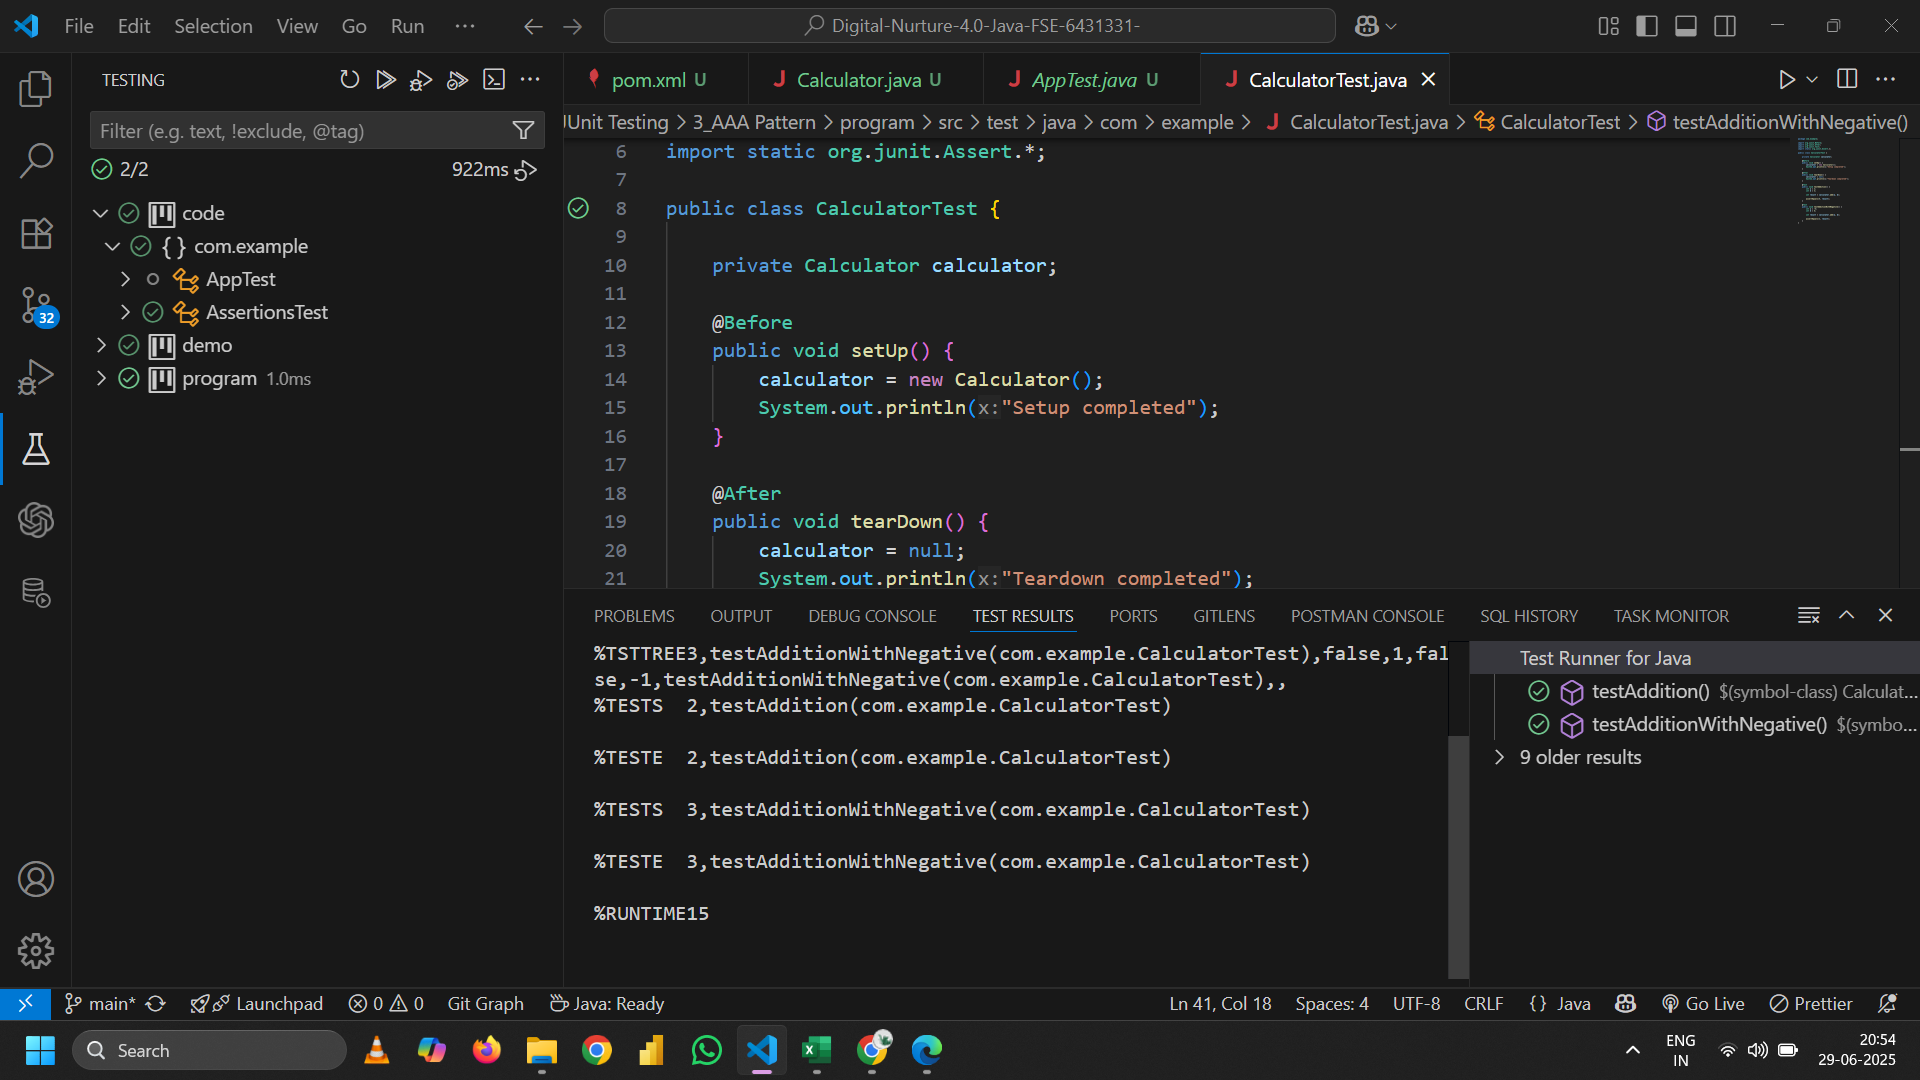 File Edit Selection View Go Run ···
Digital-Nurture-4.0-Java-FSE-6431331-
TESTING
Filter (e.g. text, !exclude, @tag)
2/2 922ms
code
{ } com.example
AppTest
AssertionsTest
demo
program 1.0ms
32
pom.xml U
Calculator.java U
AppTest.java U
CalculatorTest.java
JUnit Testing > 3_AAA Pattern > program > src > test > java > com > example > CalculatorTest.java > CalculatorTest > testAdditionWithNegative()
6 import static org.junit.Assert.*;
7
8 public class CalculatorTest {
9
10 private Calculator calculator;
11
12 @Before
13 public void setUp() {
14 calculator = new Calculator();
15 System.out.println(x:"Setup completed");
16 }
17
18 @After
19 public void tearDown() {
20 calculator = null;
21 System.out.println(x:"Teardown completed");
PROBLEMS OUTPUT DEBUG CONSOLE TEST RESULTS PORTS GITLENS POSTMAN CONSOLE SQL HISTORY TASK MONITOR
%TSTTREE3,testAdditionWithNegative(com.example.CalculatorTest),false,1,fal
se,-1,testAdditionWithNegative(com.example.CalculatorTest),,
%TESTS 2,testAddition(com.example.CalculatorTest)
%TESTE 2,testAddition(com.example.CalculatorTest)
%TESTS 3,testAdditionWithNegative(com.example.CalculatorTest)
%TESTE 3,testAdditionWithNegative(com.example.CalculatorTest)
%RUNTIME15
Test Runner for Java
testAddition() $(symbol-class) Calculat...
testAdditionWithNegative() $(symbo...
9 older results
main* Launchpad 0 0 Git Graph Java: Ready
Ln 41, Col 18 Spaces: 4 UTF-8 CRLF { } Java Go Live Prettier
Search
ENG
IN
20:54
29-06-2025